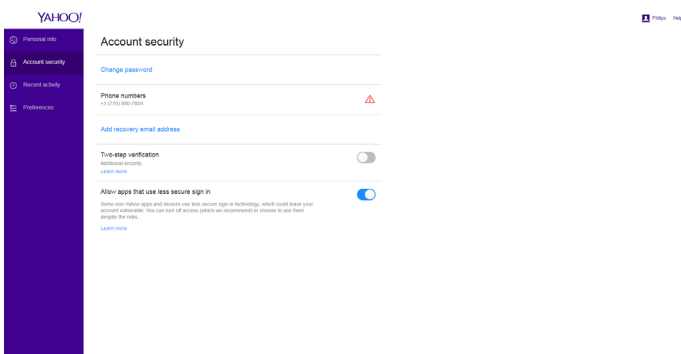 YAHOO!
Philips Help
Personal info
Account security
Recent activity
Preferences
Account security
Change password
Phone numbers
Add recovery email address
Two-step verification
Additional security
Learn more
Allow apps that use less secure sign in
Some non-Yahoo apps and devices use less secure sign-in technology, which could leave your
account vulnerable. You can turn off access (which we recommend) or choose to use them
despite the risks.
Learn more